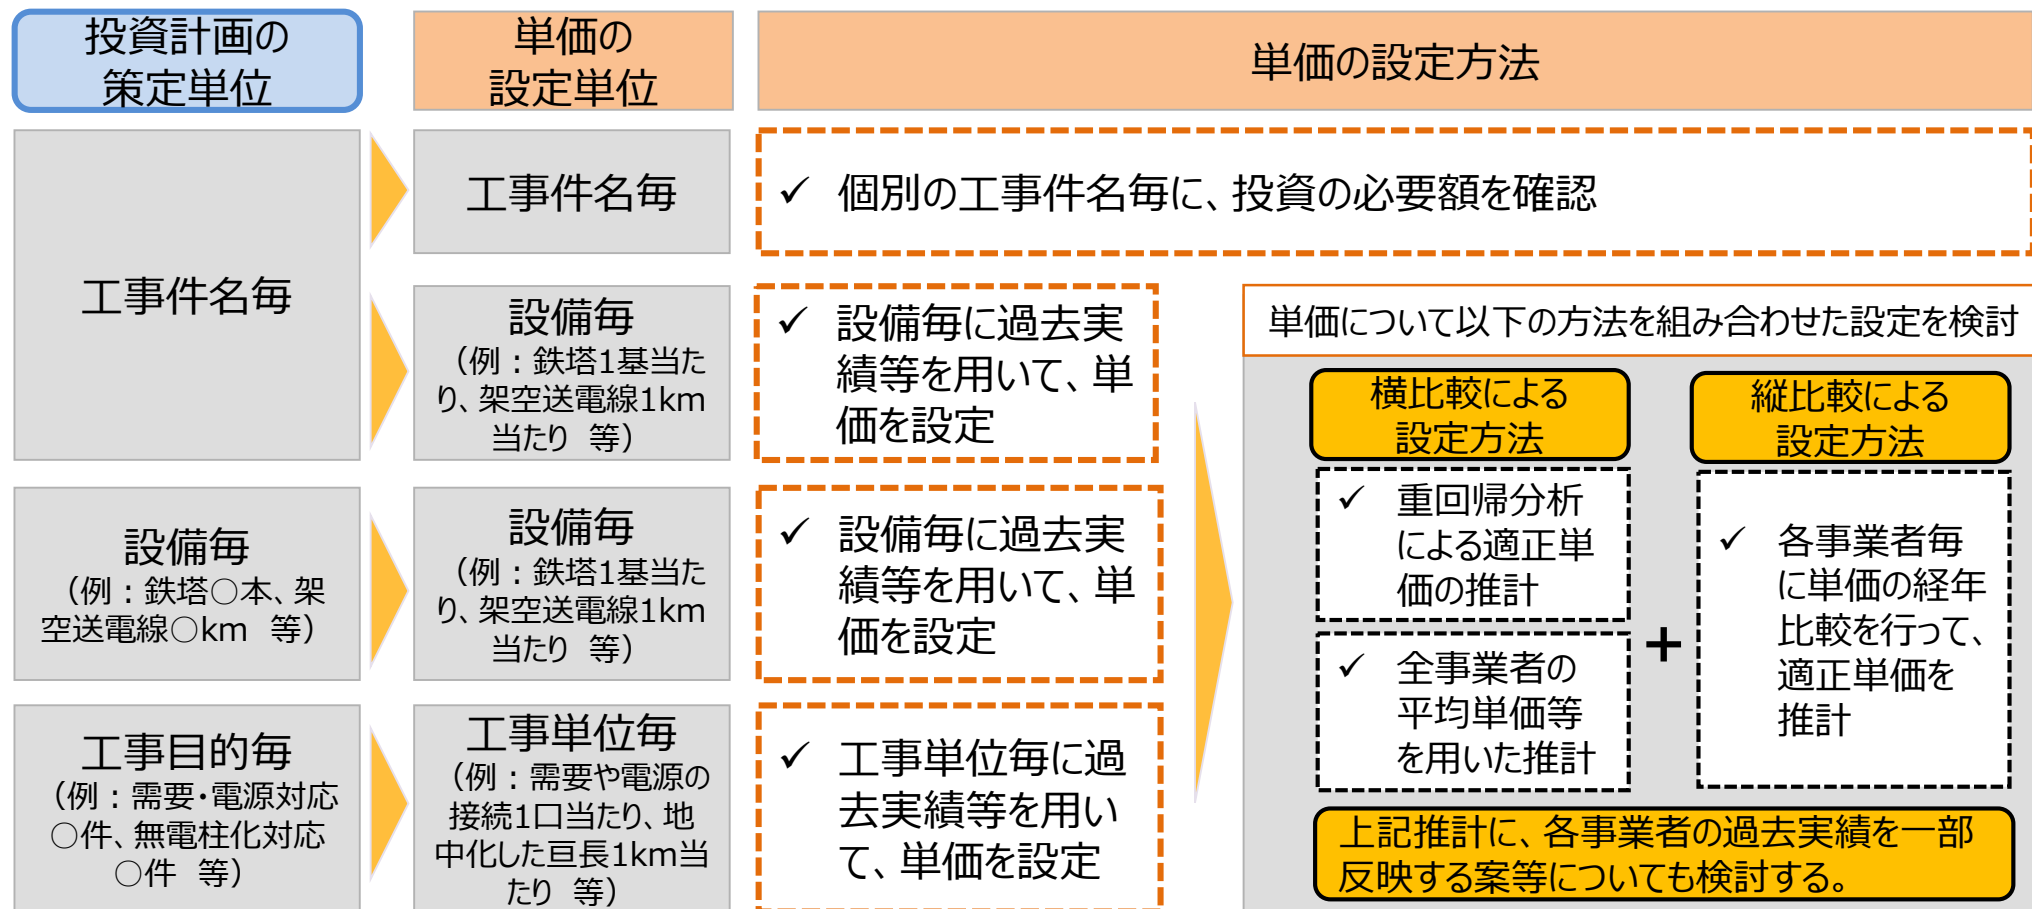 投資計画の
策定単位
単価の
設定単位
単価の設定方法
工事件名毎
工事件名毎
✓ 個別の工事件名毎に、投資の必要額を確認
設備毎
（例：鉄塔1基当た
り、架空送電線1km
当たり 等）
✓ 設備毎に過去実
績等を用いて、単
価を設定
設備毎
（例：鉄塔○本、架
空送電線○km 等）
設備毎
（例：鉄塔1基当た
り、架空送電線1km
当たり 等）
✓ 設備毎に過去実
績等を用いて、単
価を設定
工事目的毎
（例：需要・電源対応
○件、無電柱化対応
○件 等）
工事単位毎
（例：需要や電源の
接続1口当たり、地
中化した亘長1km当
たり 等）
✓ 工事単位毎に過
去実績等を用い
て、単価を設定
単価について以下の方法を組み合わせた設定を検討
横比較による
設定方法
✓ 重回帰分析
による適正単
価の推計
✓ 全事業者の
平均単価等
を用いた推計
+
縦比較による
設定方法
✓ 各事業者毎
に単価の経年
比較を行って、
適正単価を
推計
上記推計に、各事業者の過去実績を一部
反映する案等についても検討する。